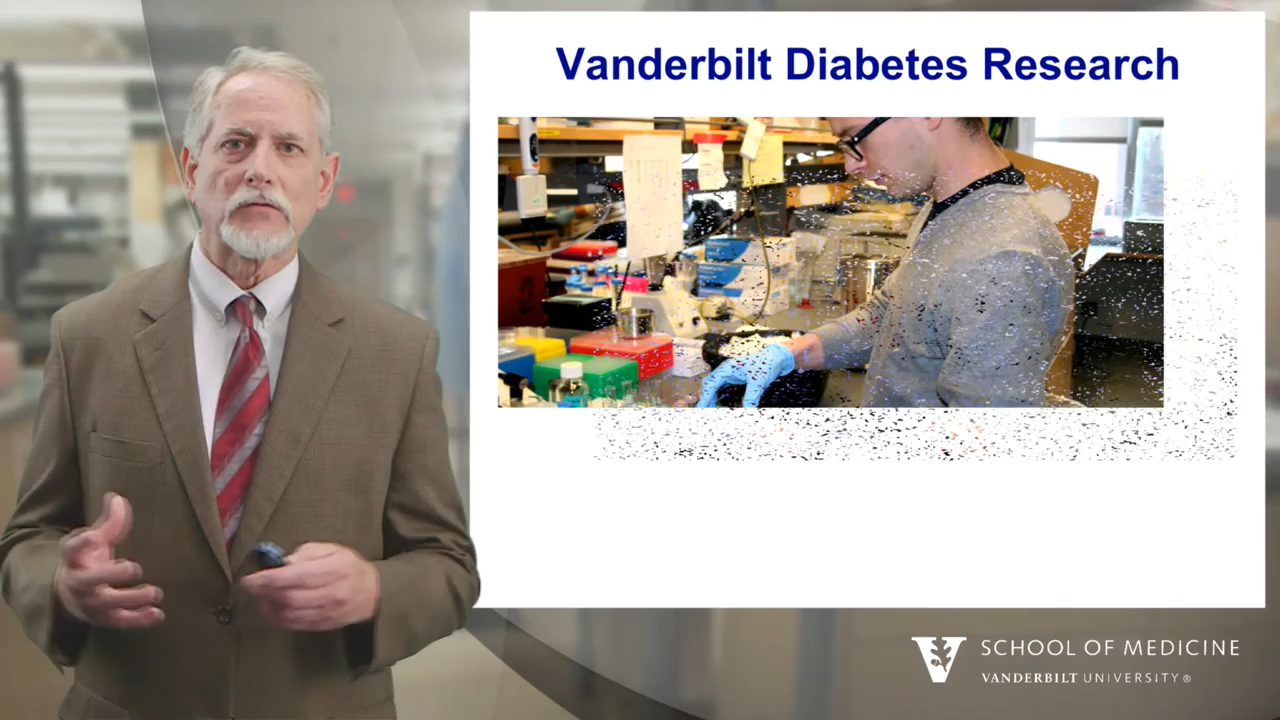 Vanderbilt Diabetes Research
SCHOOL OF MEDICINE
VANDERBILT UNIVERSITY®